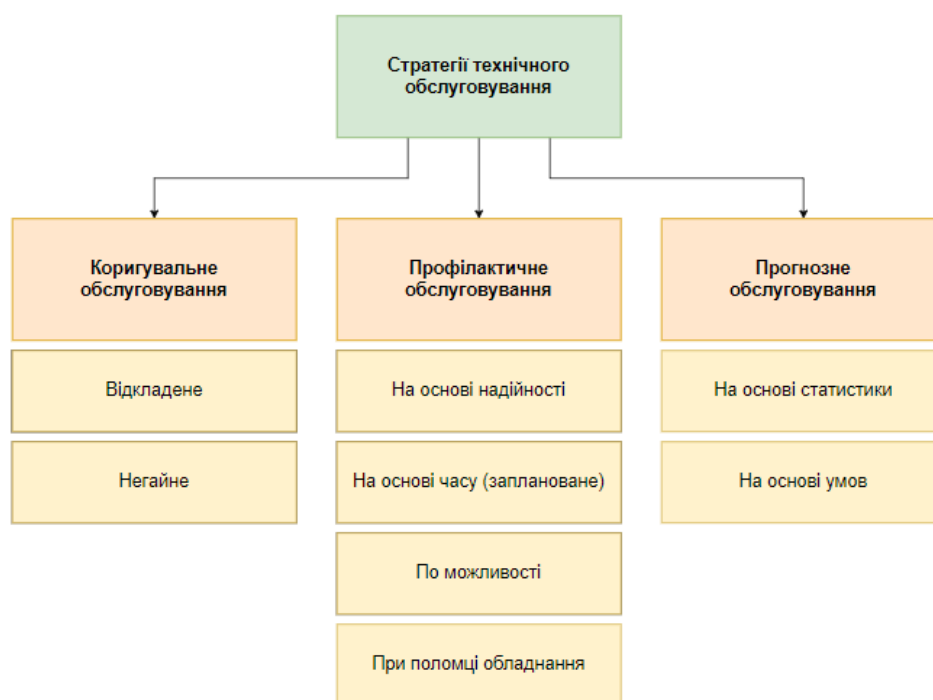 Стратегії технічного
обслуговування
Коригувальне
обслуговування
Профілактичне
обслуговування
Прогнозне
обслуговування
Відкладене
На основі надійності
На основі статистики
Негайне
На основі часу (заплановане)
На основі умов
По можливості
При поломці обладнання